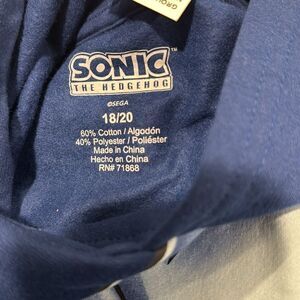 SONIC™
THE HEDGEHOG
©SEGA
18/20
60% Cotton / Algodón
40% Polyester / Poliéster
Made in China
Hecho en China
RN# 71868